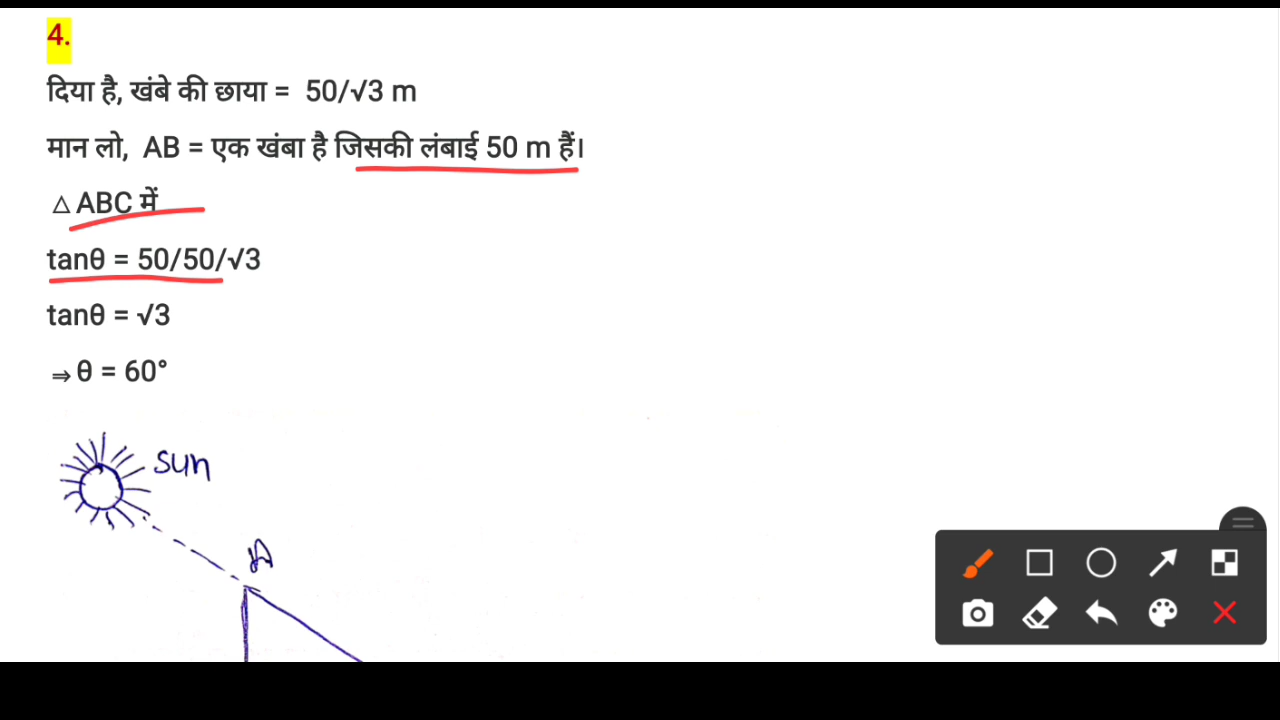 4.
दिया है, खंबे की छाया = 50/√3 m
मान लो, AB = एक खंबा है जिसकी लंबाई 50 m हैं।
△ ABC में
tanθ = 50/50/√3
tanθ = √3
⇒ θ = 60°
sun
A